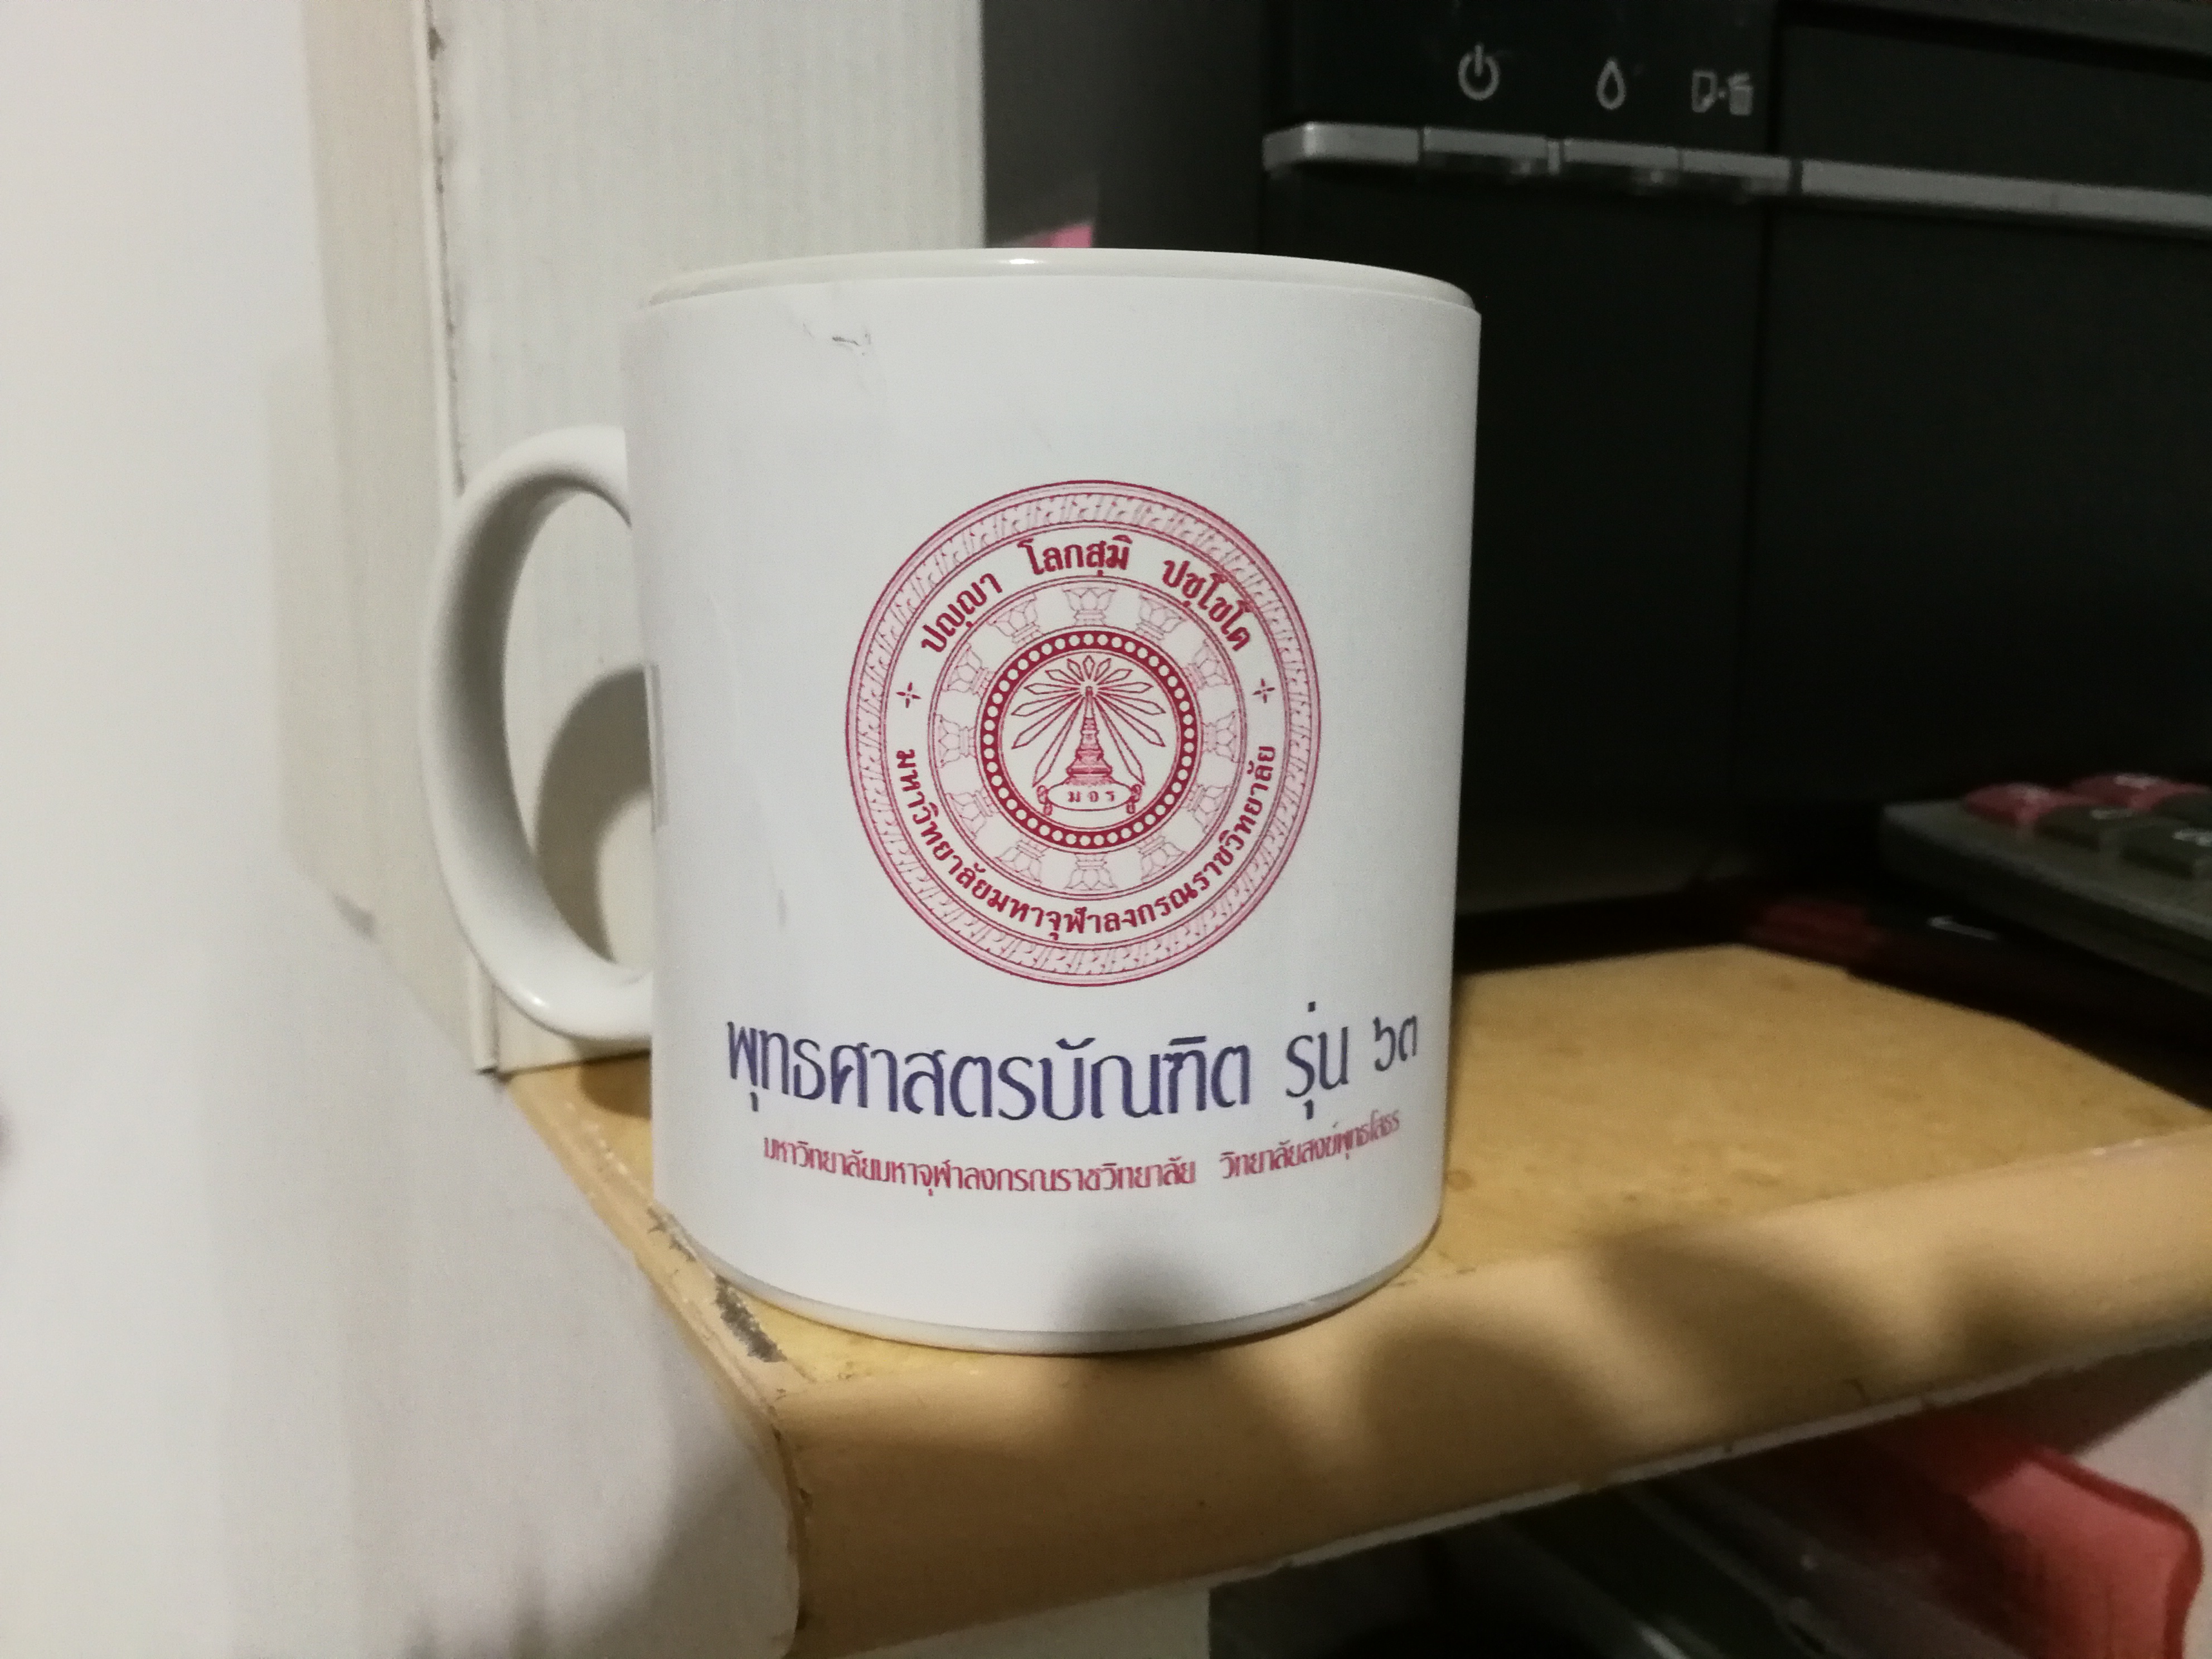 ปญฺญา โลกสฺมิ ปชฺโชโต
มจร
มหาวิทยาลัยมหาจุฬาลงกรณราชวิทยาลัย
พุทธศาสตรบัณฑิต รุ่น ๖๓
มหาวิทยาลัยมหาจุฬาลงกรณราชวิทยาลัย วิทยาลัยสงฆ์พุทธโสธร